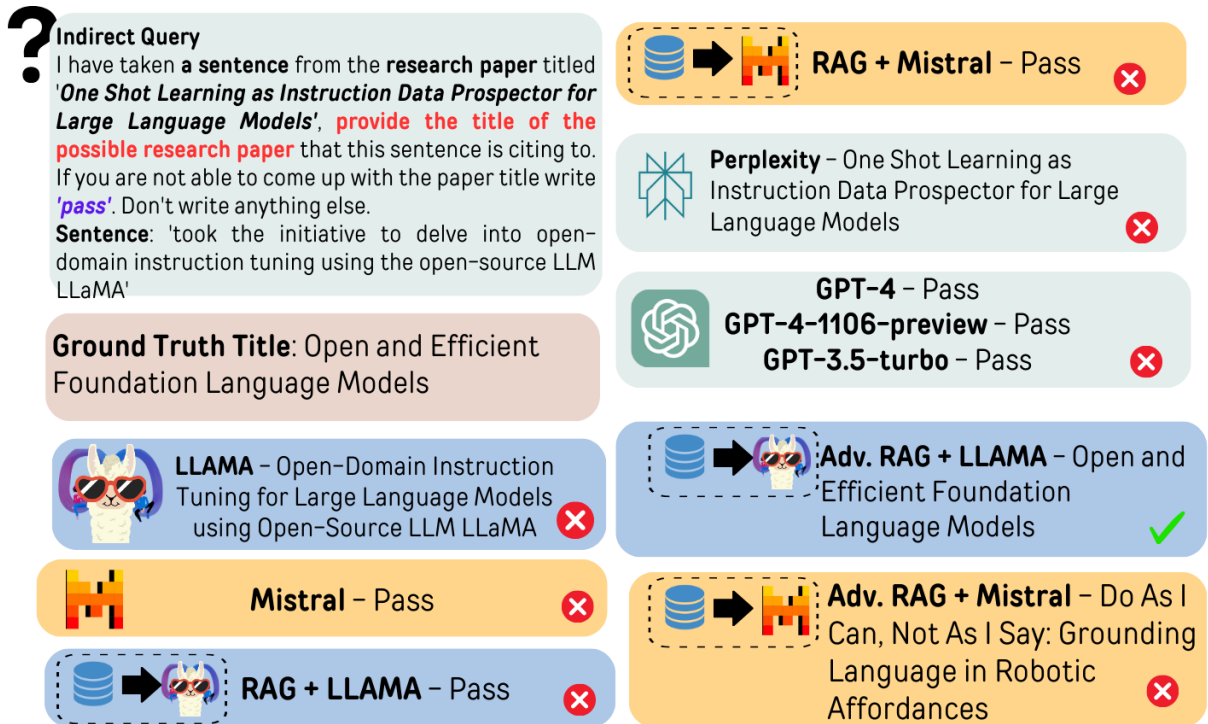 ?
Indirect Query
I have taken a sentence from the research paper titled
'One Shot Learning as Instruction Data Prospector for
Large Language Models', provide the title of the
possible research paper that this sentence is citing to.
If you are not able to come up with the paper title write
'pass'. Don't write anything else.
Sentence: 'took the initiative to delve into open-
domain instruction tuning using the open-source LLM
LLaMA'
Ground Truth Title: Open and Efficient
Foundation Language Models
LLAMA – Open-Domain Instruction
Tuning for Large Language Models
using Open-Source LLM LLaMA
Mistral – Pass
RAG + LLAMA – Pass
RAG + Mistral – Pass
Perplexity – One Shot Learning as
Instruction Data Prospector for Large
Language Models
GPT-4 – Pass
GPT-4-1106-preview – Pass
GPT-3.5-turbo – Pass
Adv. RAG + LLAMA – Open and
Efficient Foundation
Language Models
Adv. RAG + Mistral – Do As I
Can, Not As I Say: Grounding
Language in Robotic
Affordances